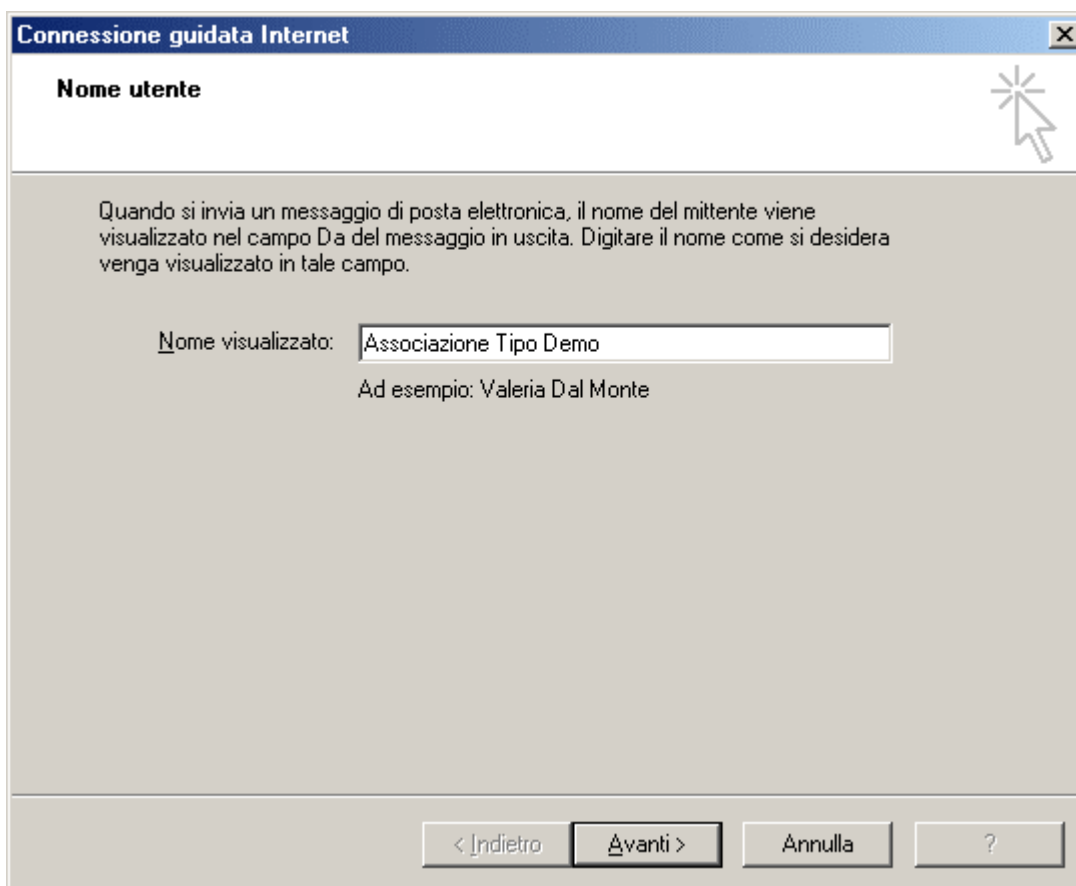 Connessione guidata Internet
Nome utente
Quando si invia un messaggio di posta elettronica, il nome del mittente viene
visualizzato nel campo Da del messaggio in uscita. Digitare il nome come si desidera
venga visualizzato in tale campo.
Nome visualizzato: Associazione Tipo Demo
Ad esempio: Valeria Dal Monte
< Indietro Avanti > Annulla ?